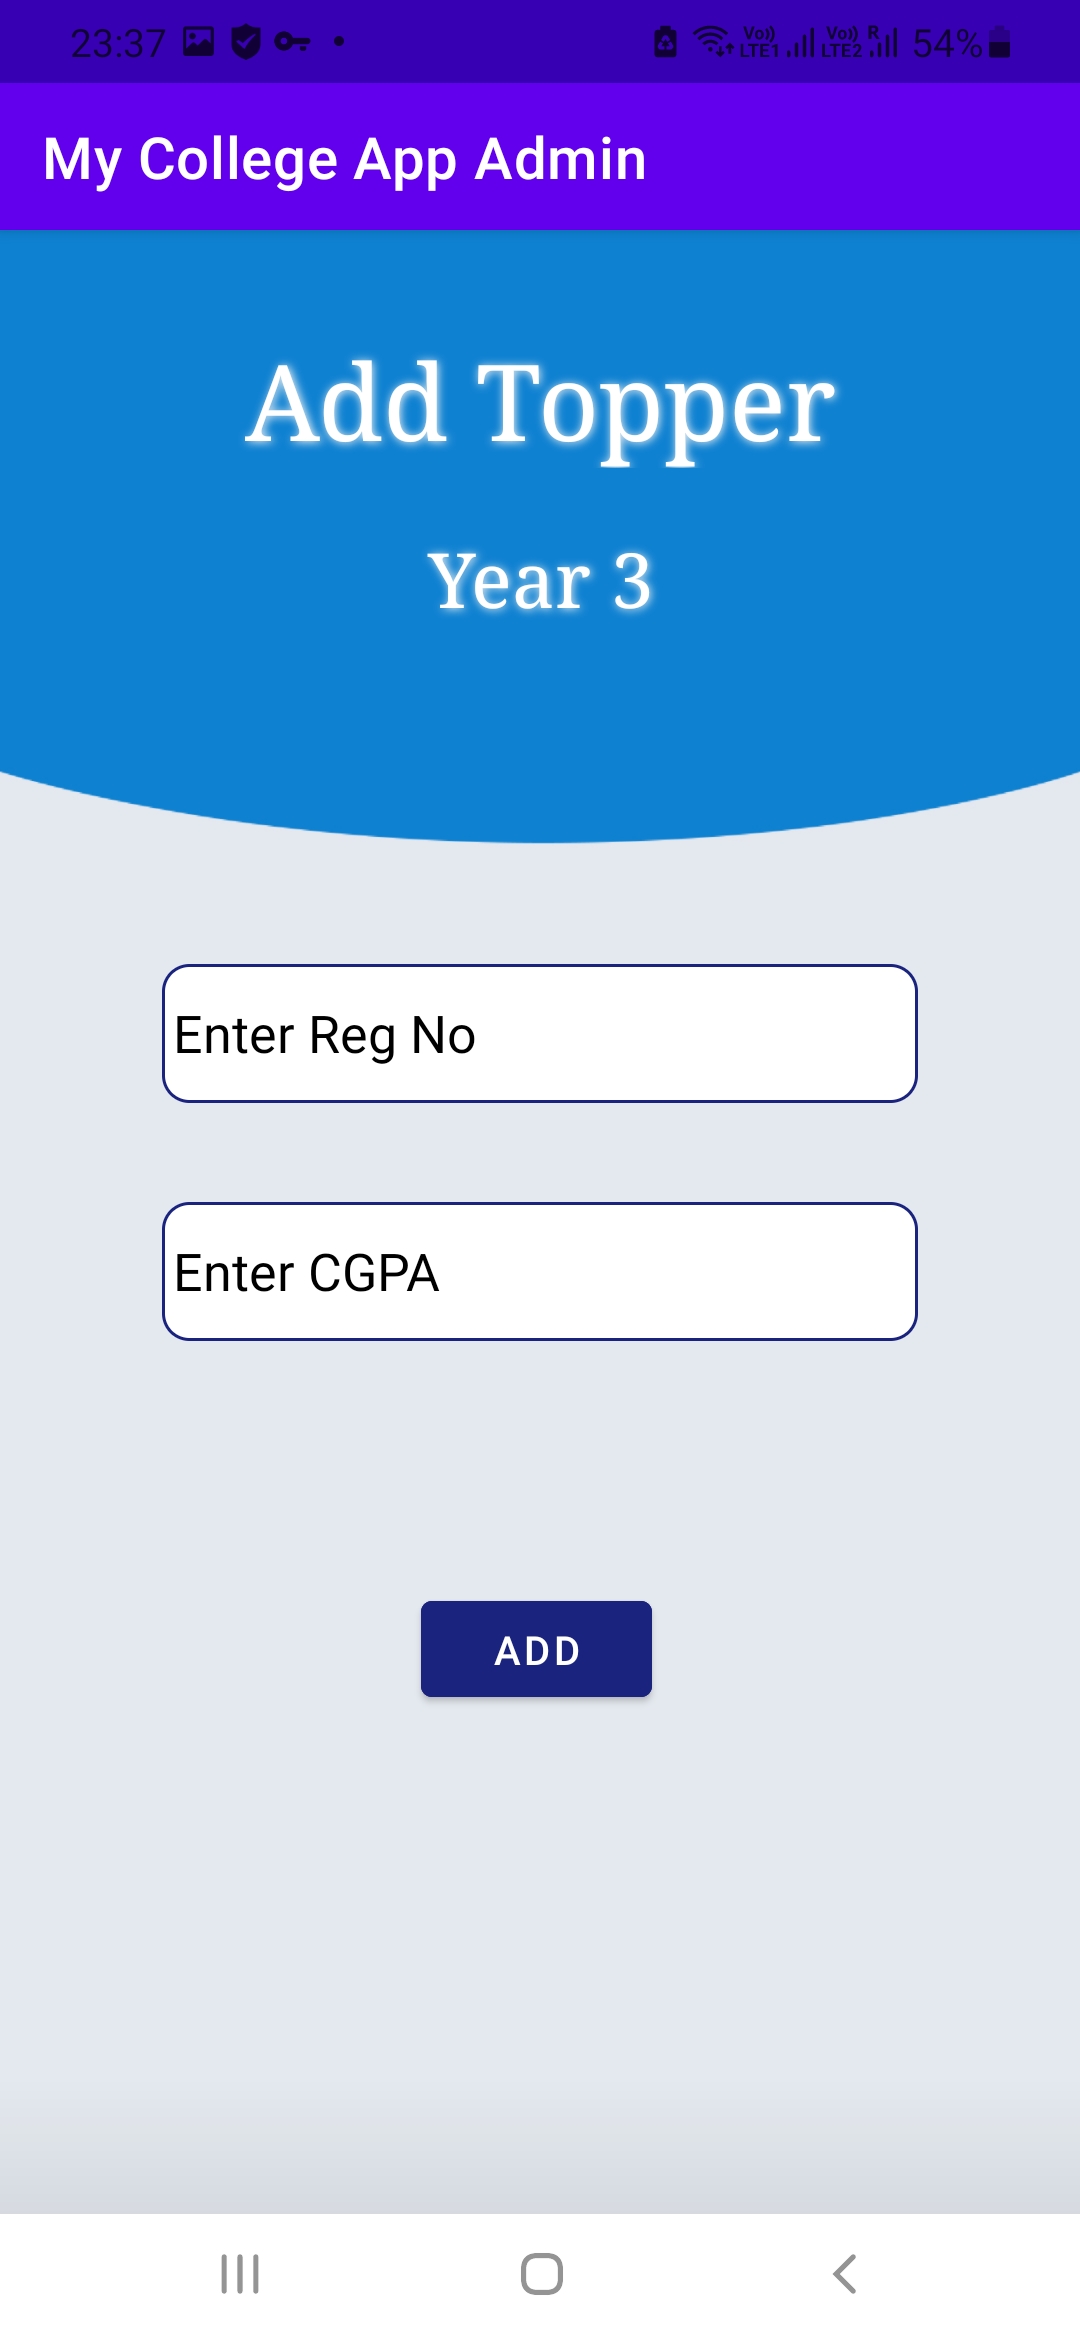 23:37 Vo)) LTE1 Vo)) LTE2 R 54%
My College App Admin
Add Topper
Year 3
Enter Reg No
Enter CGPA
ADD